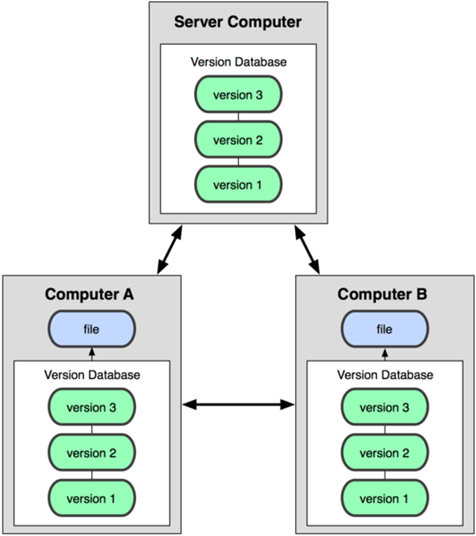 Server Computer
Version Database
version 3
version 2
version 1
Computer A
file
Version Database
version 3
version 2
version 1
Computer B
file
Version Database
version 3
version 2
version 1